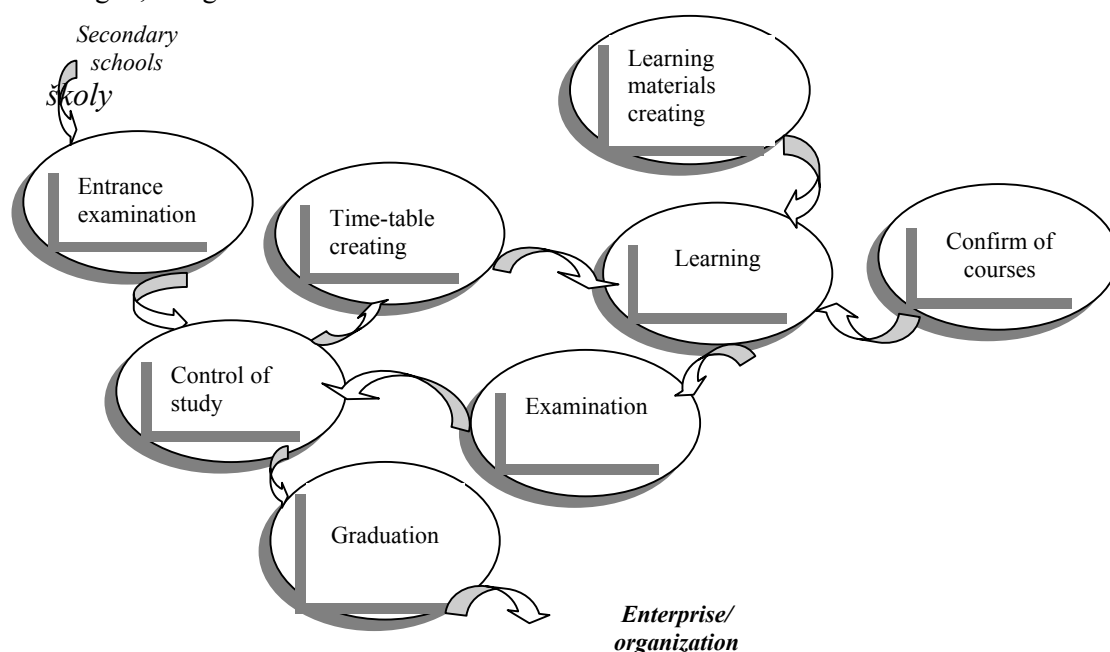 Secondary
schools
školy
Entrance
examination
Time-table
creating
Learning
materials
creating
Learning
Confirm of
courses
Control of
study
Examination
Graduation
Enterprise/
organization